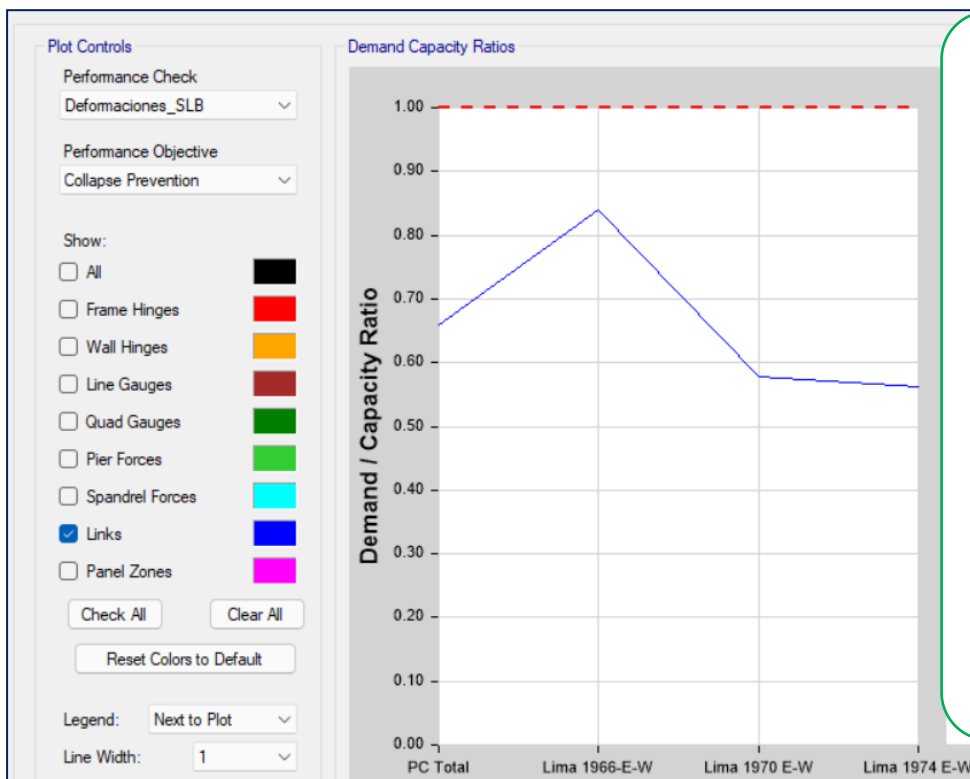 Plot Controls
Performance Check
Deformaciones_SLB
Performance Objective
Collapse Prevention
Show:
All
Frame Hinges
Wall Hinges
Line Gauges
Quad Gauges
Pier Forces
Spandrel Forces
Links
Panel Zones
Check All
Clear All
Reset Colors to Default
Legend:
Next to Plot
Line Width:
1
Demand Capacity Ratios
Demand / Capacity Ratio
1.00
0.90
0.80
0.70
0.60
0.50
0.40
0.30
0.20
0.10
0.00
PC Total
Lima 1966-E-W
Lima 1970 E-W
Lima 1974 E-W